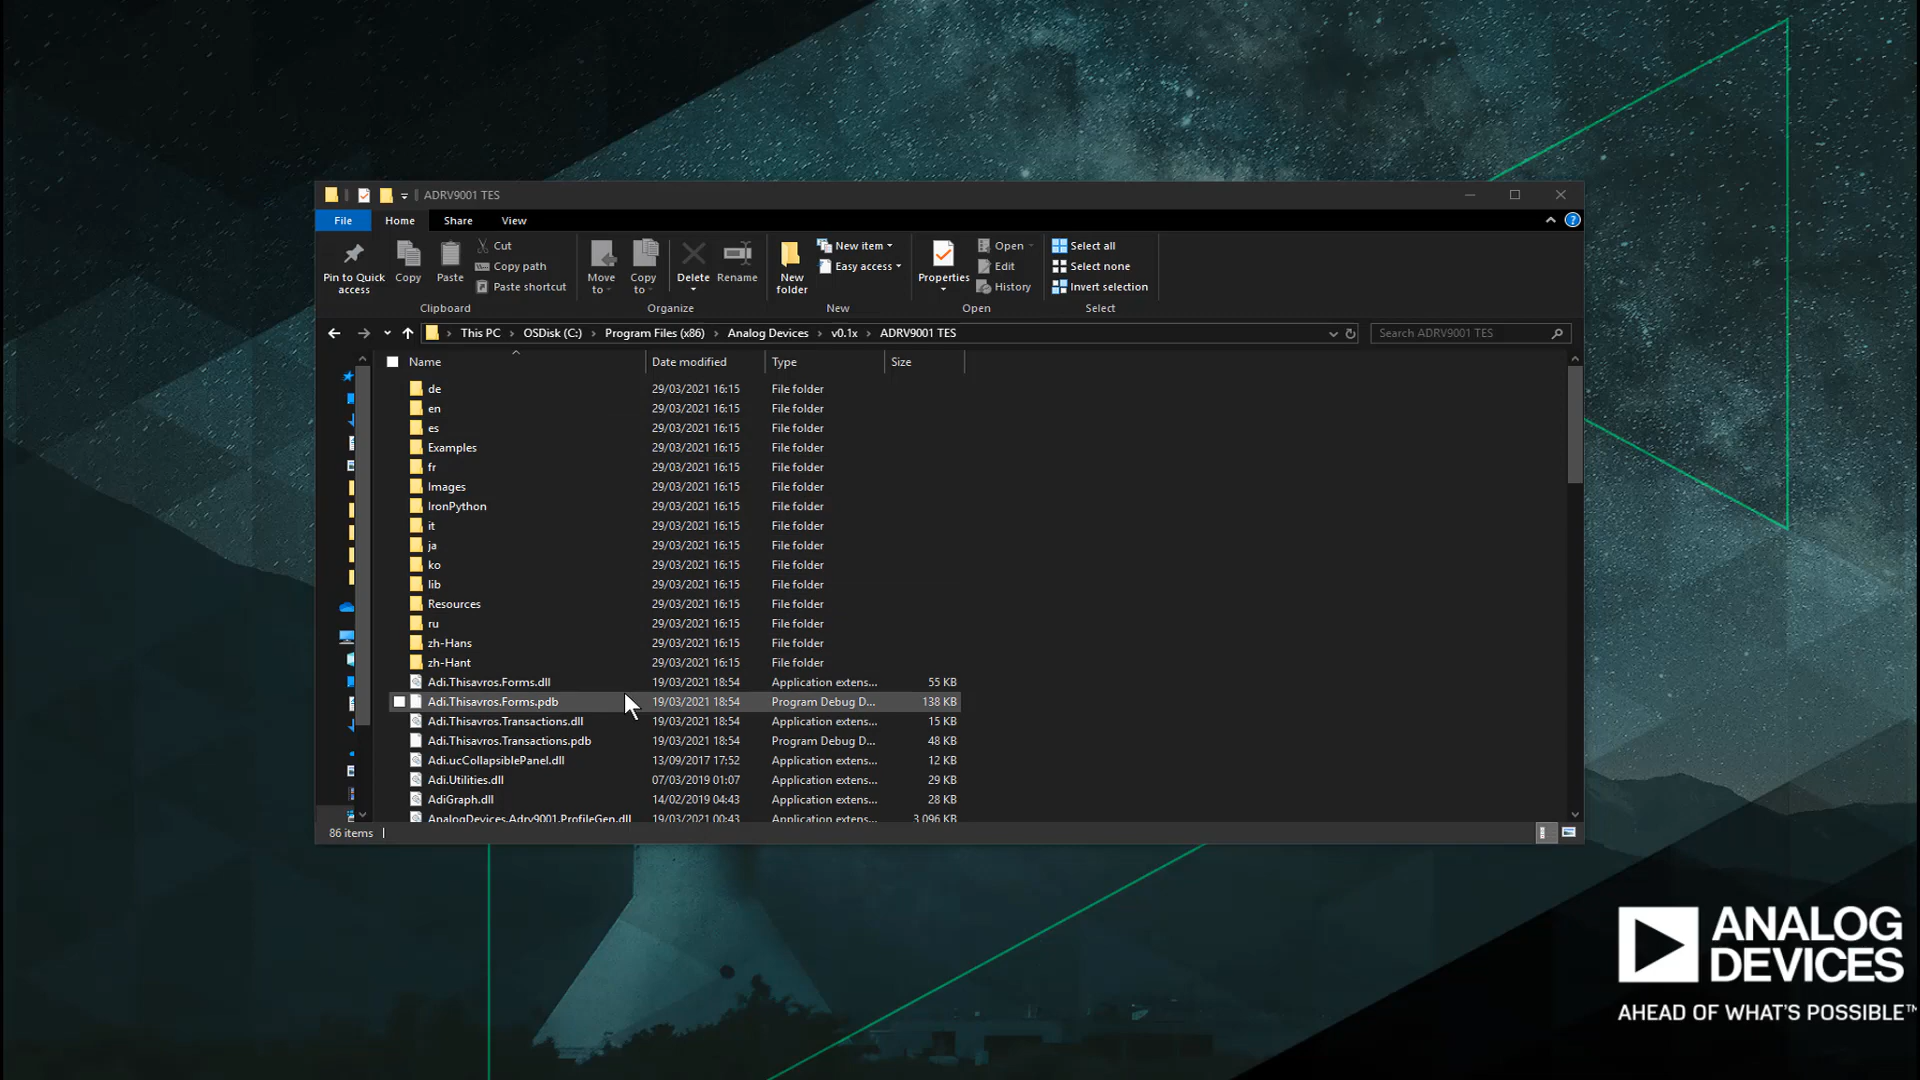 ADRV9001 TES
File Home Share View
Pin to Quick access
Copy
Paste
Cut
Copy path
Paste shortcut
Clipboard
Move to
Copy to
Delete
Rename
Organize
New folder
New item
Easy access
New
Properties
Open
Edit
History
Open
Select all
Select none
Invert selection
Select
This PC > OSDisk (C:) > Program Files (x86) > Analog Devices > v0.1x > ADRV9001 TES
Search ADRV9001 TES
Name Date modified Type Size
de 29/03/2021 16:15 File folder
en 29/03/2021 16:15 File folder
es 29/03/2021 16:15 File folder
Examples 29/03/2021 16:15 File folder
fr 29/03/2021 16:15 File folder
Images 29/03/2021 16:15 File folder
IronPython 29/03/2021 16:15 File folder
it 29/03/2021 16:15 File folder
ja 29/03/2021 16:15 File folder
ko 29/03/2021 16:15 File folder
lib 29/03/2021 16:15 File folder
Resources 29/03/2021 16:15 File folder
ru 29/03/2021 16:15 File folder
zh-Hans 29/03/2021 16:15 File folder
zh-Hant 29/03/2021 16:15 File folder
Adi.Thisavros.Forms.dll 19/03/2021 18:54 Application extens... 55 KB
Adi.Thisavros.Forms.pdb 19/03/2021 18:54 Program Debug D... 138 KB
Adi.Thisavros.Transactions.dll 19/03/2021 18:54 Application extens... 15 KB
Adi.Thisavros.Transactions.pdb 19/03/2021 18:54 Program Debug D... 48 KB
Adi.ucCollapsiblePanel.dll 13/09/2017 17:52 Application extens... 12 KB
Adi.Utilities.dll 07/03/2019 01:07 Application extens... 29 KB
AdiGraph.dll 14/02/2019 04:43 Application extens... 28 KB
AnalogDevices.Adrv9001.ProfileGen.dll 19/03/2021 00:43 Application extens... 3,096 KB
86 items
ANALOG
DEVICES
AHEAD OF WHAT'S POSSIBLE™